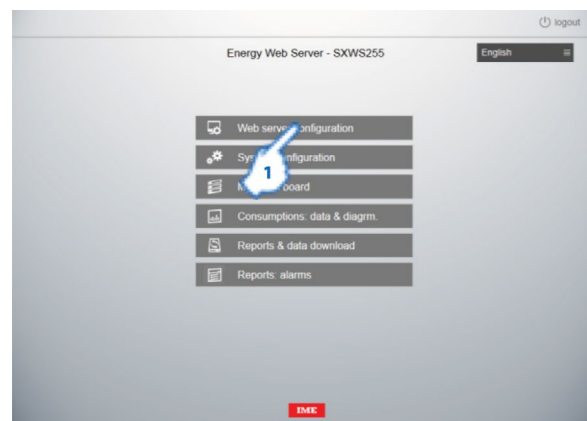 logout
Energy Web Server - SXWS255
English
Web server configuration
System configuration
1
board
Consumptions: data & diagrm.
Reports & data download
Reports: alarms
IME